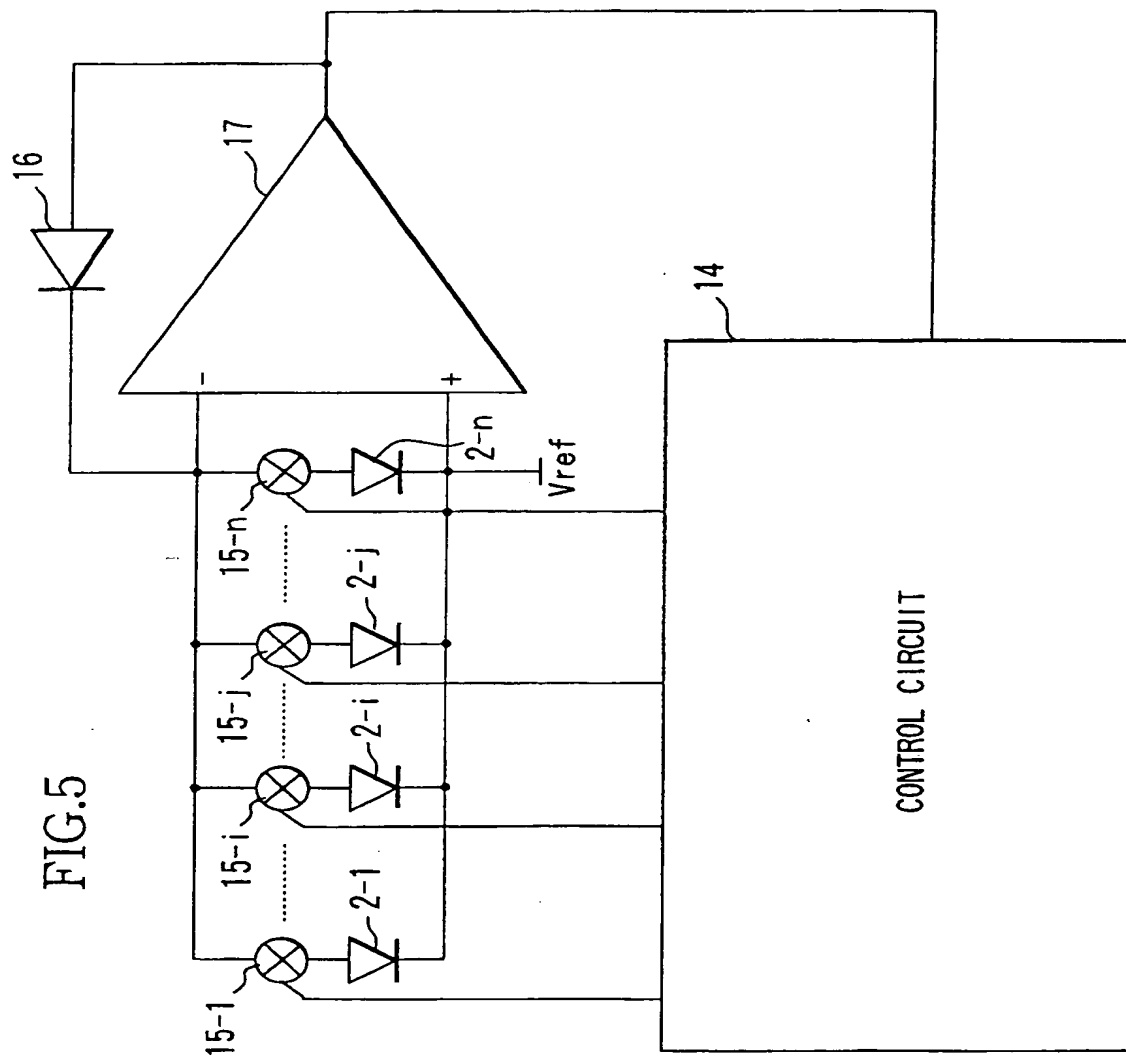 FIG.5
16
17
-
+
15-1
15-i
15-j
15-n
2-1
2-i
2-j
2-n
Vref
14
CONTROL CIRCUIT